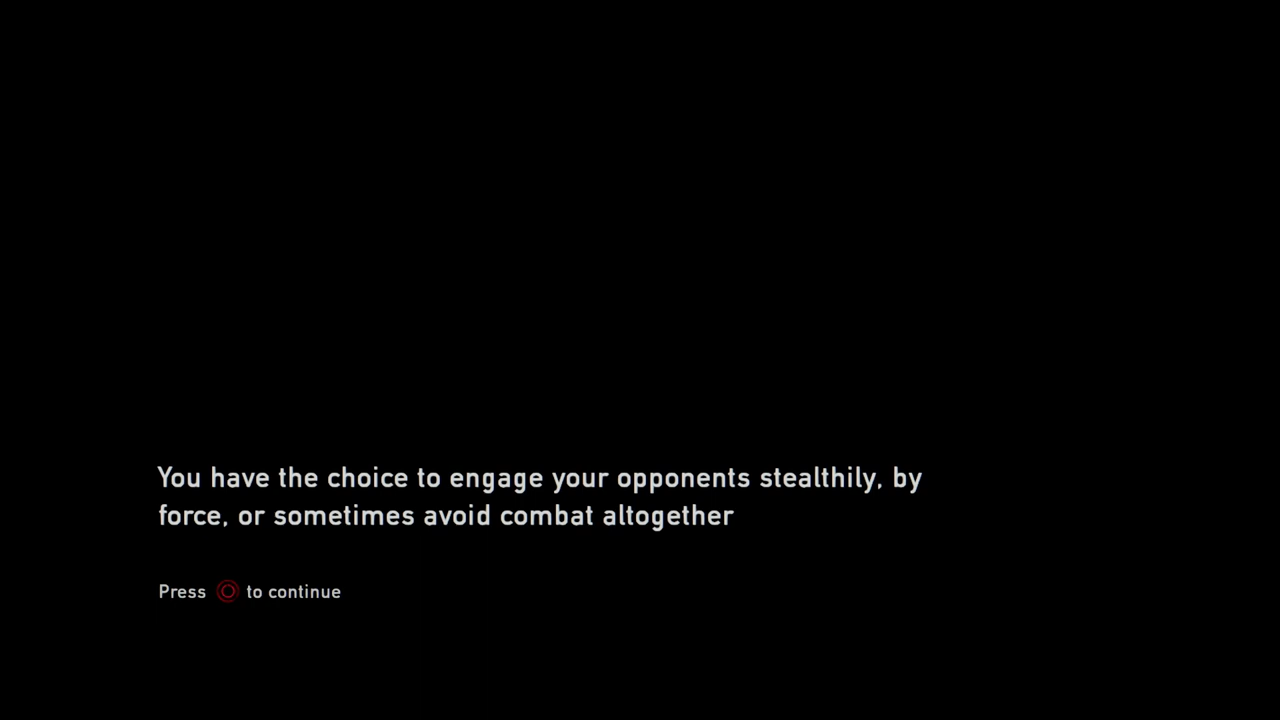 You have the choice to engage your opponents stealthily, by
force, or sometimes avoid combat altogether
Press to continue